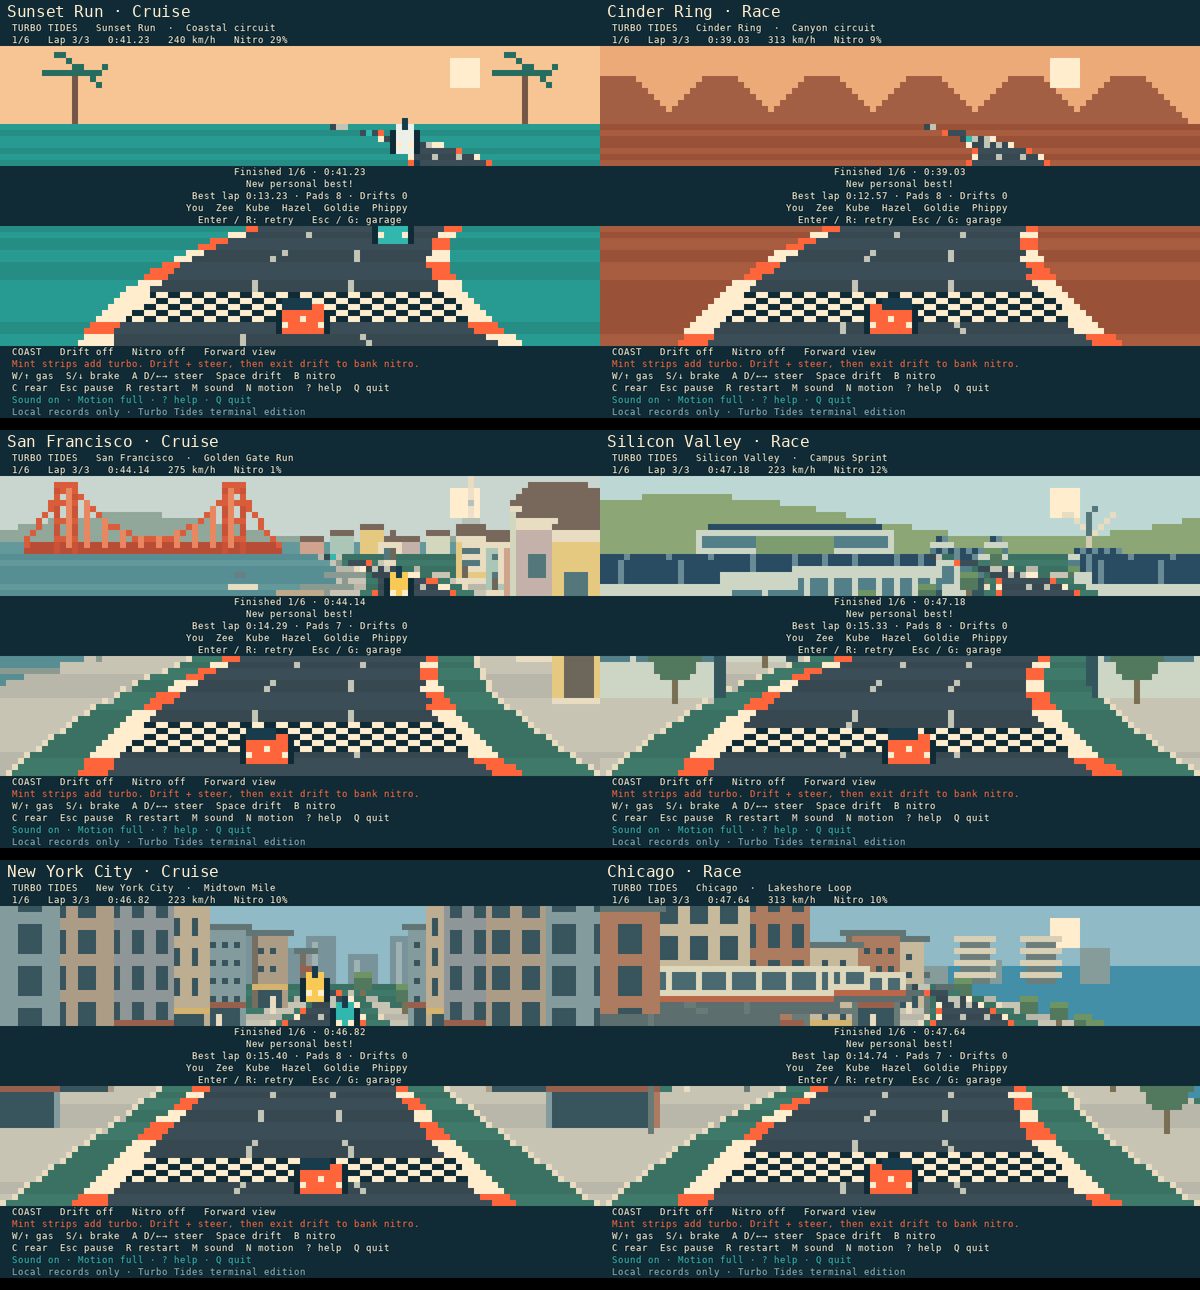 Sunset Run · Cruise
TURBO TIDES   Sunset Run  ·  Coastal circuit
1/6   Lap 3/3   0:41.23   240 km/h   Nitro 29%
Finished 1/6 · 0:41.23
New personal best!
Best lap 0:13.23 · Pads 8 · Drifts 0
You  Zee  Kube  Hazel  Goldie  Phippy
Enter / R: retry   Esc / G: garage
COAST   Drift off   Nitro off   Forward view
Mint strips add turbo. Drift + steer, then exit drift to bank nitro.
W/↑ gas  S/↓ brake  A D/←→ steer  Space drift  B nitro
C rear  Esc pause  R restart  M sound  N motion  ? help  Q quit
Sound on · Motion full · ? help · Q quit
Local records only · Turbo Tides terminal edition
Cinder Ring · Race
TURBO TIDES   Cinder Ring  ·  Canyon circuit
1/6   Lap 3/3   0:39.03   313 km/h   Nitro 9%
Finished 1/6 · 0:39.03
New personal best!
Best lap 0:12.57 · Pads 8 · Drifts 0
You  Zee  Kube  Hazel  Goldie  Phippy
Enter / R: retry   Esc / G: garage
COAST   Drift off   Nitro off   Forward view
Mint strips add turbo. Drift + steer, then exit drift to bank nitro.
W/↑ gas  S/↓ brake  A D/←→ steer  Space drift  B nitro
C rear  Esc pause  R restart  M sound  N motion  ? help  Q quit
Sound on · Motion full · ? help · Q quit
Local records only · Turbo Tides terminal edition
San Francisco · Cruise
TURBO TIDES   San Francisco  ·  Golden Gate Run
1/6   Lap 3/3   0:44.14   275 km/h   Nitro 1%
Finished 1/6 · 0:44.14
New personal best!
Best lap 0:14.29 · Pads 7 · Drifts 0
You  Zee  Kube  Hazel  Goldie  Phippy
Enter / R: retry   Esc / G: garage
COAST   Drift off   Nitro off   Forward view
Mint strips add turbo. Drift + steer, then exit drift to bank nitro.
W/↑ gas  S/↓ brake  A D/←→ steer  Space drift  B nitro
C rear  Esc pause  R restart  M sound  N motion  ? help  Q quit
Sound on · Motion full · ? help · Q quit
Local records only · Turbo Tides terminal edition
Silicon Valley · Race
TURBO TIDES   Silicon Valley  ·  Campus Sprint
1/6   Lap 3/3   0:47.18   223 km/h   Nitro 12%
Finished 1/6 · 0:47.18
New personal best!
Best lap 0:15.33 · Pads 8 · Drifts 0
You  Zee  Kube  Hazel  Goldie  Phippy
Enter / R: retry   Esc / G: garage
COAST   Drift off   Nitro off   Forward view
Mint strips add turbo. Drift + steer, then exit drift to bank nitro.
W/↑ gas  S/↓ brake  A D/←→ steer  Space drift  B nitro
C rear  Esc pause  R restart  M sound  N motion  ? help  Q quit
Sound on · Motion full · ? help · Q quit
Local records only · Turbo Tides terminal edition
New York City · Cruise
TURBO TIDES   New York City  ·  Midtown Mile
1/6   Lap 3/3   0:46.82   223 km/h   Nitro 10%
Finished 1/6 · 0:46.82
New personal best!
Best lap 0:15.40 · Pads 8 · Drifts 0
You  Zee  Kube  Hazel  Goldie  Phippy
Enter / R: retry   Esc / G: garage
COAST   Drift off   Nitro off   Forward view
Mint strips add turbo. Drift + steer, then exit drift to bank nitro.
W/↑ gas  S/↓ brake  A D/←→ steer  Space drift  B nitro
C rear  Esc pause  R restart  M sound  N motion  ? help  Q quit
Sound on · Motion full · ? help · Q quit
Local records only · Turbo Tides terminal edition
Chicago · Race
TURBO TIDES   Chicago  ·  Lakeshore Loop
1/6   Lap 3/3   0:47.64   313 km/h   Nitro 10%
Finished 1/6 · 0:47.64
New personal best!
Best lap 0:14.74 · Pads 7 · Drifts 0
You  Zee  Kube  Hazel  Goldie  Phippy
Enter / R: retry   Esc / G: garage
COAST   Drift off   Nitro off   Forward view
Mint strips add turbo. Drift + steer, then exit drift to bank nitro.
W/↑ gas  S/↓ brake  A D/←→ steer  Space drift  B nitro
C rear  Esc pause  R restart  M sound  N motion  ? help  Q quit
Sound on · Motion full · ? help · Q quit
Local records only · Turbo Tides terminal edition